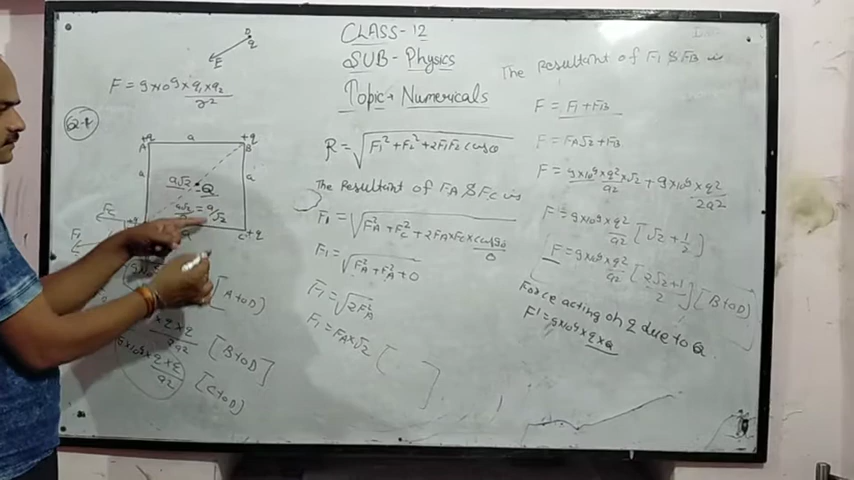 CLASS-12
SUB-Physics
Topic→Numericals
F = 9×10⁹×q₁×q₂
r²
Q-1
D
q
E
+q
A
a
+q
B
a
a
a√2
Q
a√2 = a/√2
C+q
R = √F₁²+F₂²+2F₁F₂ cosθ
The Resultant of FA & FC is
F₁ = √FA²+FC²+2FA×FC×cos90
0
F₁ = √FA²+FA²+0
F₁ = √2FA²
F₁ = FA×√2
[A to D]
[B to D]
[C to D]
The resultant of F₁ & FB is
F = F₁ + FB
F = FA√2 + FB
F = 9×10⁹×q²×√2 + 9×10⁹×q²
a² 2a²
F = 9×10⁹×q² [√2 + 1/2]
a²
F = 9×10⁹×q² [2√2+1]
a² 2
[B to D]
Force acting on q due to Q
F' = 9×10⁹×q×Q